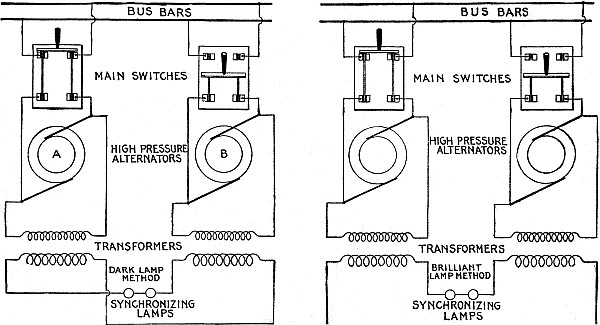 BUS BARS
MAIN SWITCHES
A
HIGH PRESSURE
ALTERNATORS
B
TRANSFORMERS
DARK LAMP
METHOD
SYNCHRONIZING
LAMPS
BUS BARS
MAIN SWITCHES
HIGH PRESSURE
ALTERNATORS
TRANSFORMERS
BRILLIANT
LAMP METHOD
SYNCHRONIZING
LAMPS